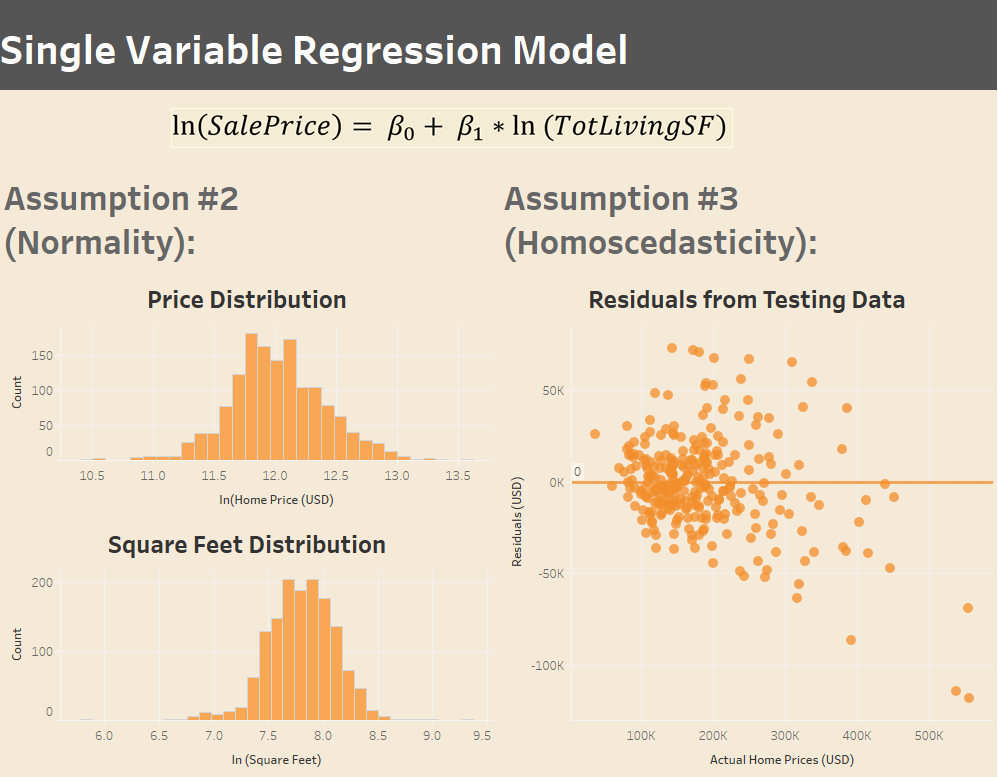 Single Variable Regression Model
ln(SalePrice) = β₀ + β₁ * ln (TotLivingSF)
Assumption #2
(Normality):
Price Distribution
Count
150
100
50
0
10.5 11.0 11.5 12.0 12.5 13.0 13.5
ln(Home Price (USD)
Square Feet Distribution
Count
200
100
0
6.0 6.5 7.0 7.5 8.0 8.5 9.0 9.5
ln (Square Feet)
Assumption #3
(Homoscedasticity):
Residuals from Testing Data
Residuals (USD)
50K
0
0K
-50K
-100K
100K 200K 300K 400K 500K
Actual Home Prices (USD)